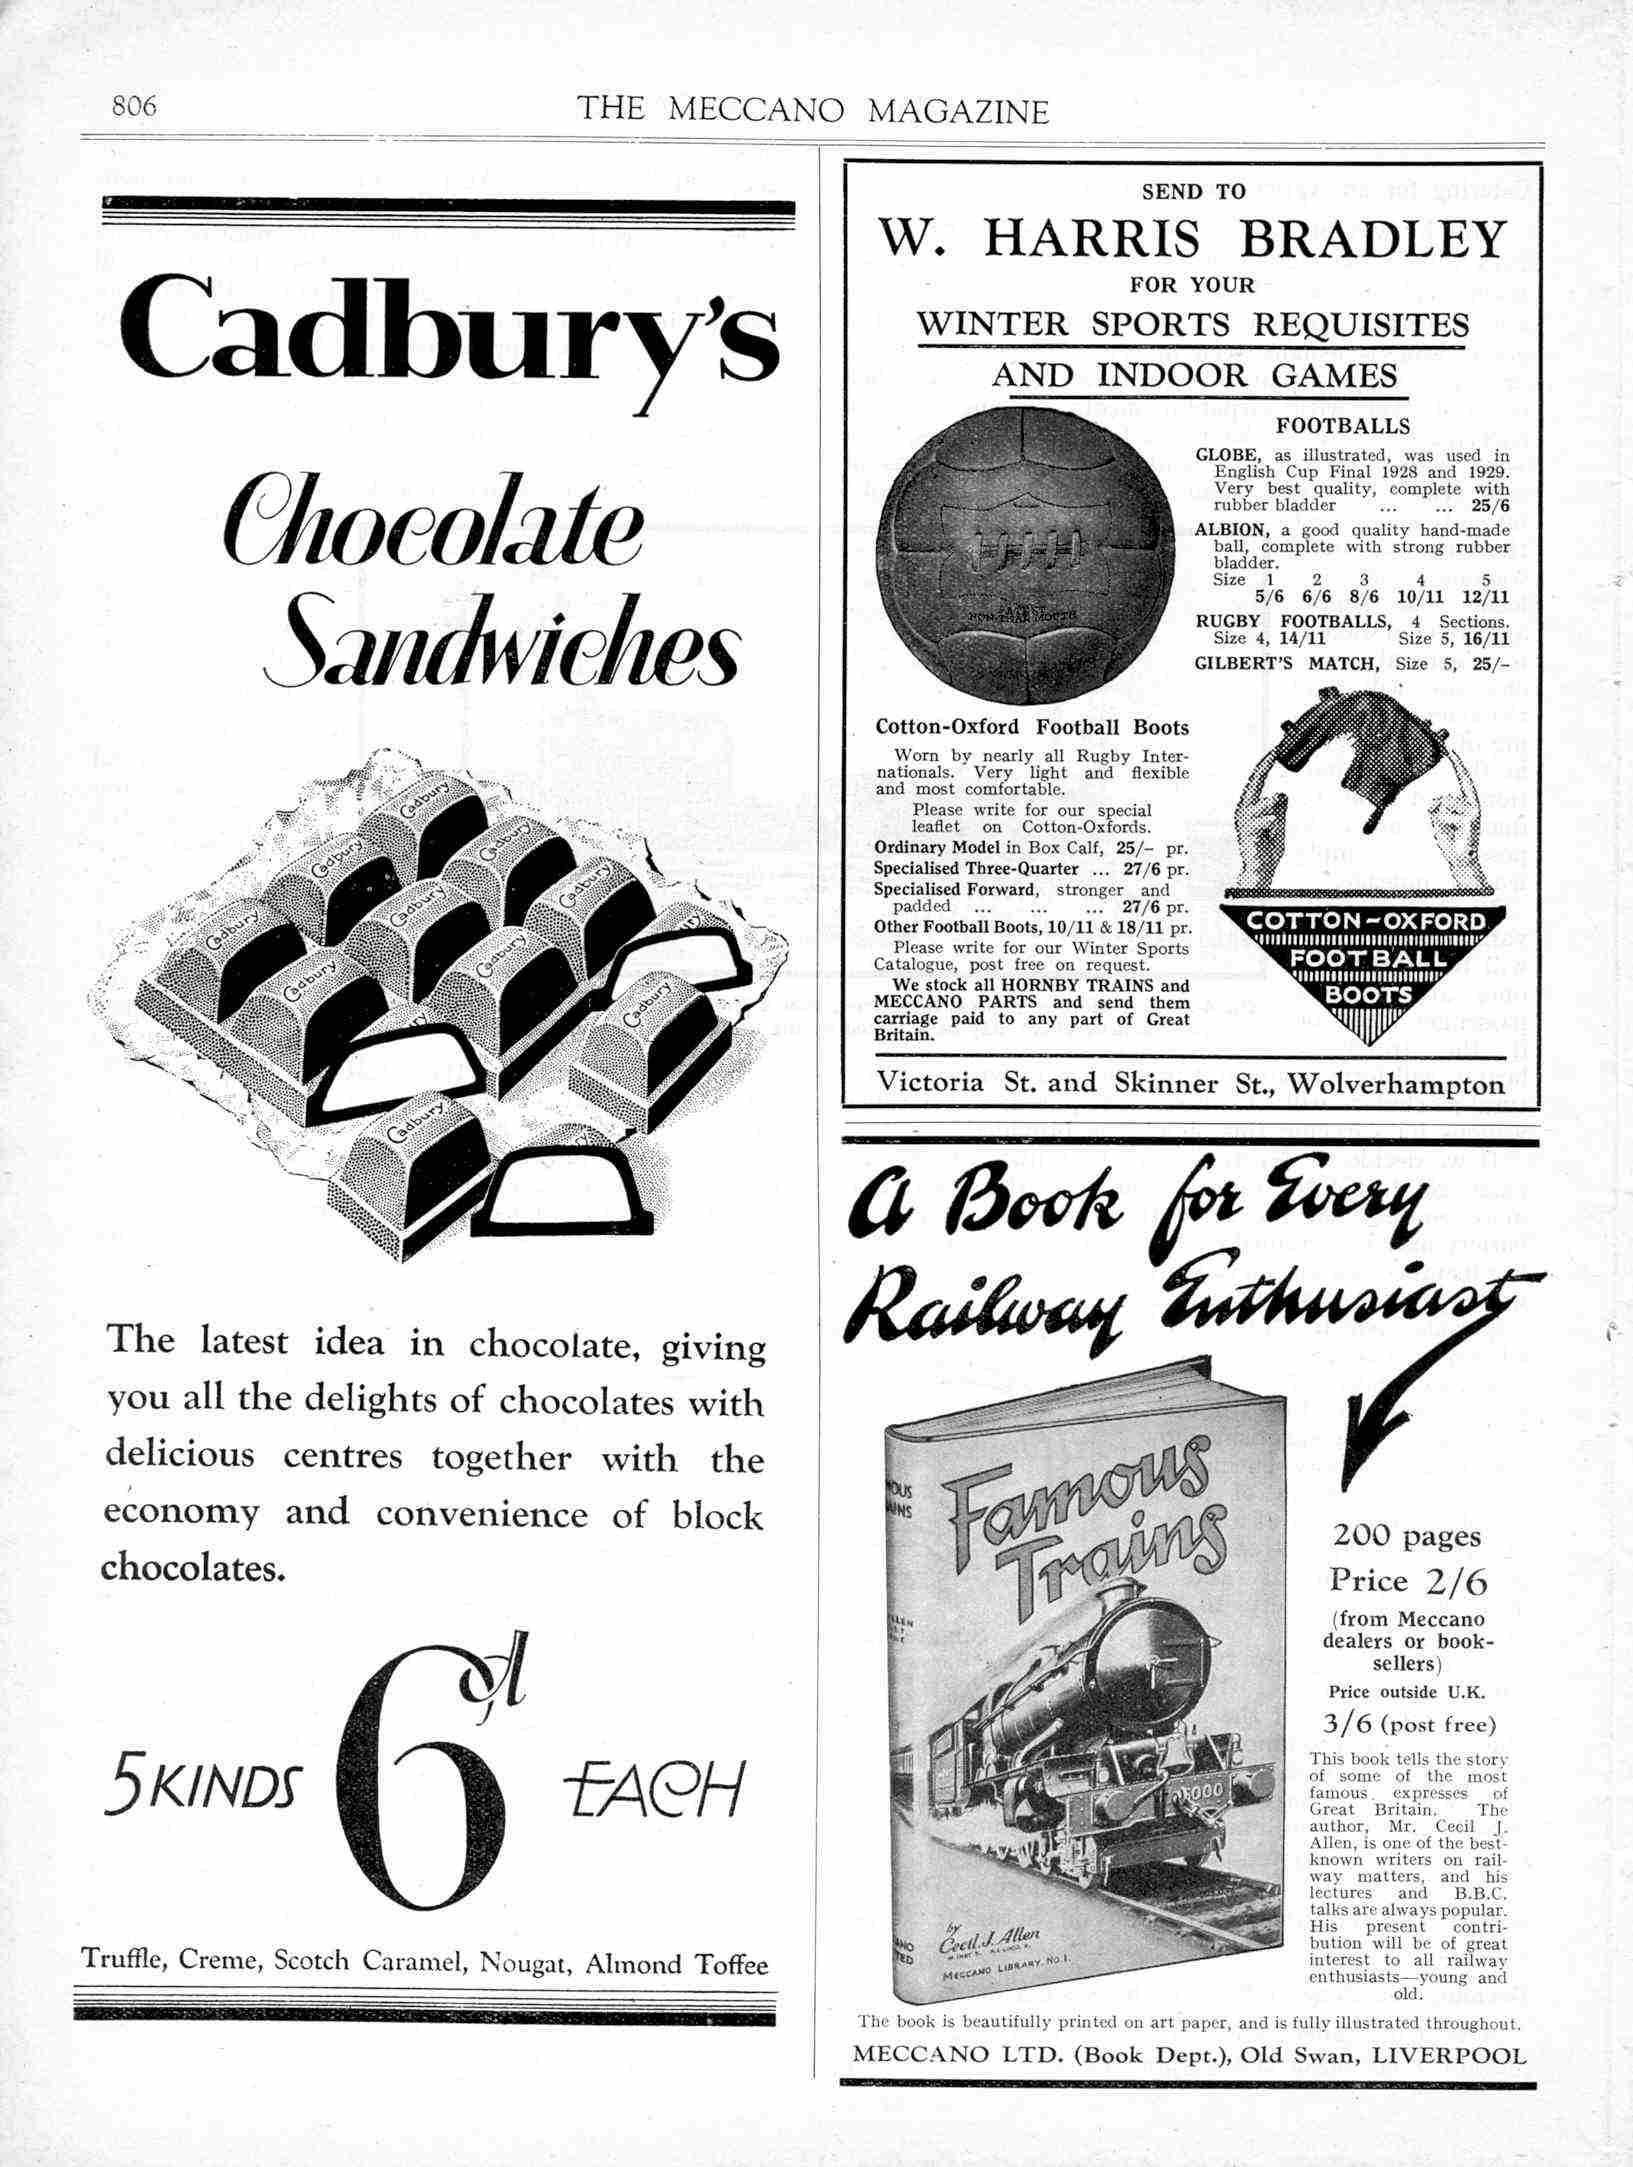 806
THE MECCANO MAGAZINE
Cadbury's
Chocolate
Sandwiches
Cadbury
Cadbury
Cadbury
Cadbury
Cadbury
Cadbury
Cadbury
Cadbury
Cadbury
Cadbury
The latest idea in chocolate, giving
you all the delights of chocolates with
delicious centres together with the
economy and convenience of block
chocolates.
5 KINDS 6d EACH
Truffle, Creme, Scotch Caramel, Nougat, Almond Toffee
SEND TO
W. HARRIS BRADLEY
FOR YOUR
WINTER SPORTS REQUISITES
AND INDOOR GAMES
FOOTBALLS
GLOBE, as illustrated, was used in
English Cup Final 1928 and 1929.
Very best quality, complete with
rubber bladder ... ... 25/6
ALBION, a good quality hand-made
ball, complete with strong rubber
bladder.
Size 1 2 3 4 5
5/6 6/6 8/6 10/11 12/11
RUGBY FOOTBALLS, 4 Sections.
Size 4, 14/11 Size 5, 16/11
GILBERT'S MATCH, Size 5, 25/-
Cotton-Oxford Football Boots
Worn by nearly all Rugby Inter-
nationals. Very light and flexible
and most comfortable.
Please write for our special
leaflet on Cotton-Oxfords.
Ordinary Model in Box Calf, 25/- pr.
Specialised Three-Quarter ... 27/6 pr.
Specialised Forward, stronger and
padded ... ... ... 27/6 pr.
Other Football Boots, 10/11 & 18/11 pr.
Please write for our Winter Sports
Catalogue, post free on request.
We stock all HORNBY TRAINS and
MECCANO PARTS and send them
carriage paid to any part of Great
Britain.
COTTON-OXFORD
FOOTBALL
BOOTS
Victoria St. and Skinner St., Wolverhampton
A Book for Every
Railway Enthusiast
Famous
Trains
6000
by
Cecil. J. Allen
MECCANO LIBRARY. No. 1.
200 pages
Price 2/6
(from Meccano
dealers or book-
sellers)
Price outside U.K.
3/6 (post free)
This book tells the story
of some of the most
famous expresses of
Great Britain. The
author, Mr. Cecil J.
Allen, is one of the best-
known writers on rail-
way matters, and his
lectures and B.B.C.
talks are always popular.
His present contri-
bution will be of great
interest to all railway
enthusiasts—young and
old.
The book is beautifully printed on art paper, and is fully illustrated throughout.
MECCANO LTD. (Book Dept.), Old Swan, LIVERPOOL